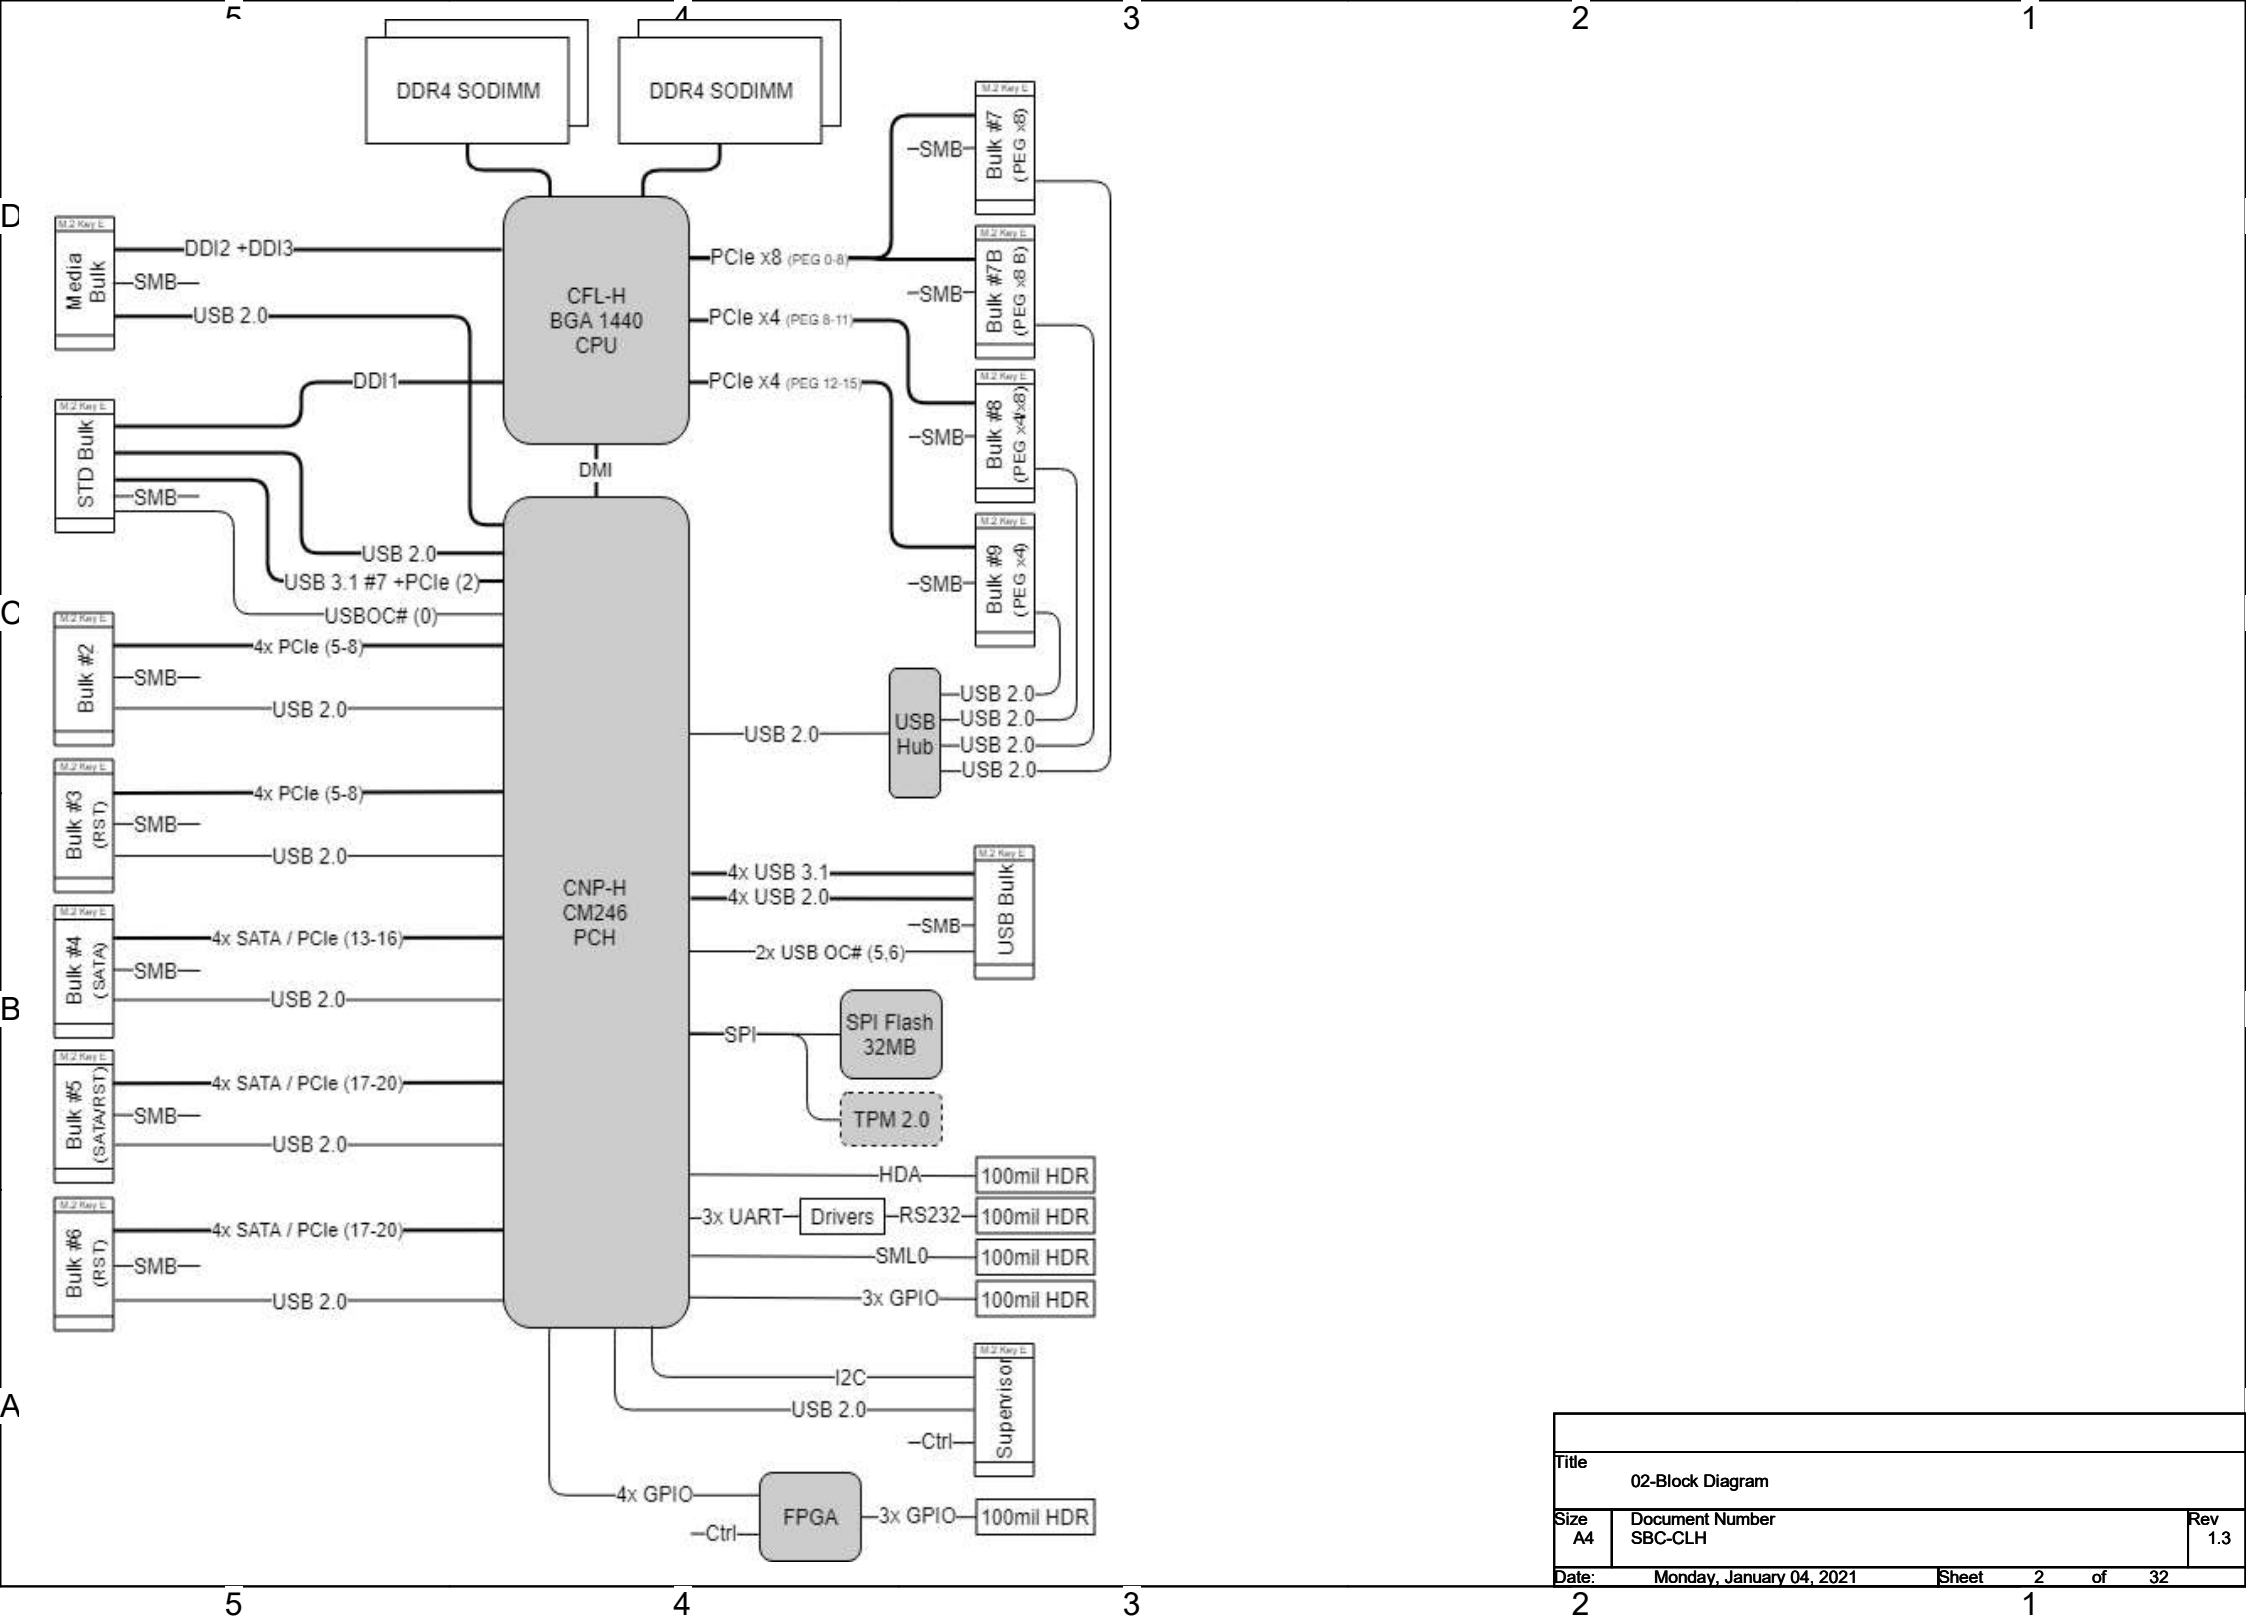 5 4 3 2 1
D
C
B
A
DDR4 SODIMM
DDR4 SODIMM
M.2 Key E
Media
Bulk
DDI2 +DDI3
SMB
USB 2.0
M.2 Key E
STD Bulk
DDI1
SMB
USB 2.0
USB 3.1 #7 +PCIe (2)
USBOC# (0)
M.2 Key E
Bulk #2
4x PCIe (5-8)
SMB
USB 2.0
M.2 Key E
Bulk #3
(RST)
4x PCIe (5-8)
SMB
USB 2.0
M.2 Key E
Bulk #4
(SATA)
4x SATA / PCIe (13-16)
SMB
USB 2.0
M.2 Key E
Bulk #5
(SATA/RST)
4x SATA / PCIe (17-20)
SMB
USB 2.0
M.2 Key E
Bulk #6
(RST)
4x SATA / PCIe (17-20)
SMB
USB 2.0
CFL-H
BGA 1440
CPU
DMI
CNP-H
CM246
PCH
PCIe x8 (PEG 0-8)
PCIe x4 (PEG 8-11)
PCIe x4 (PEG 12-15)
M.2 Key E
Bulk #7
(PEG x8)
SMB
M.2 Key E
Bulk #7B
(PEG x8 B)
SMB
M.2 Key E
Bulk #8
(PEG x4/x8)
SMB
M.2 Key E
Bulk #9
(PEG x4)
SMB
USB 2.0
USB
Hub
USB 2.0
USB 2.0
USB 2.0
USB 2.0
M.2 Key E
USB Bulk
4x USB 3.1
4x USB 2.0
SMB
2x USB OC# (5,6)
SPI
SPI Flash
32MB
TPM 2.0
HDA
100mil HDR
3x UART
Drivers
RS232
100mil HDR
SML0
100mil HDR
3x GPIO
100mil HDR
M.2 Key E
Supervisor
I2C
USB 2.0
Ctrl
4x GPIO
Ctrl
FPGA
3x GPIO
100mil HDR
Title
02-Block Diagram
Size
A4
Document Number
SBC-CLH
Rev
1.3
Date: Monday, January 04, 2021 Sheet 2 of 32
5 4 3 2 1